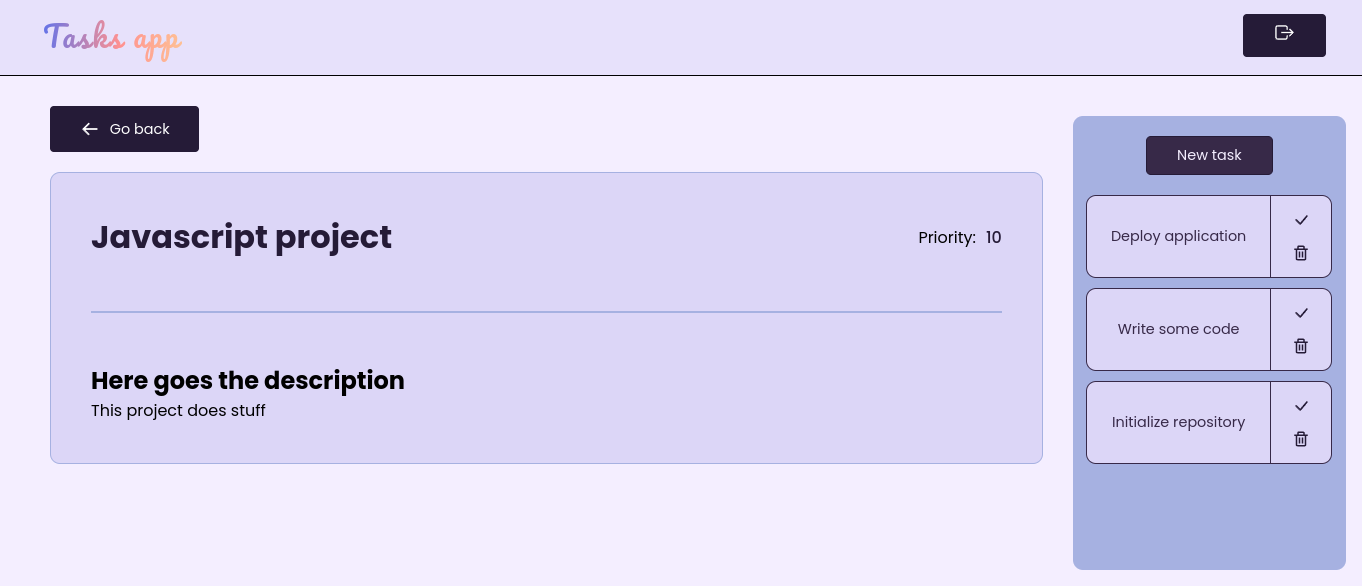 Tasks app
Go back
Javascript project
Priority: 10
Here goes the description
This project does stuff
New task
Deploy application
Write some code
Initialize repository